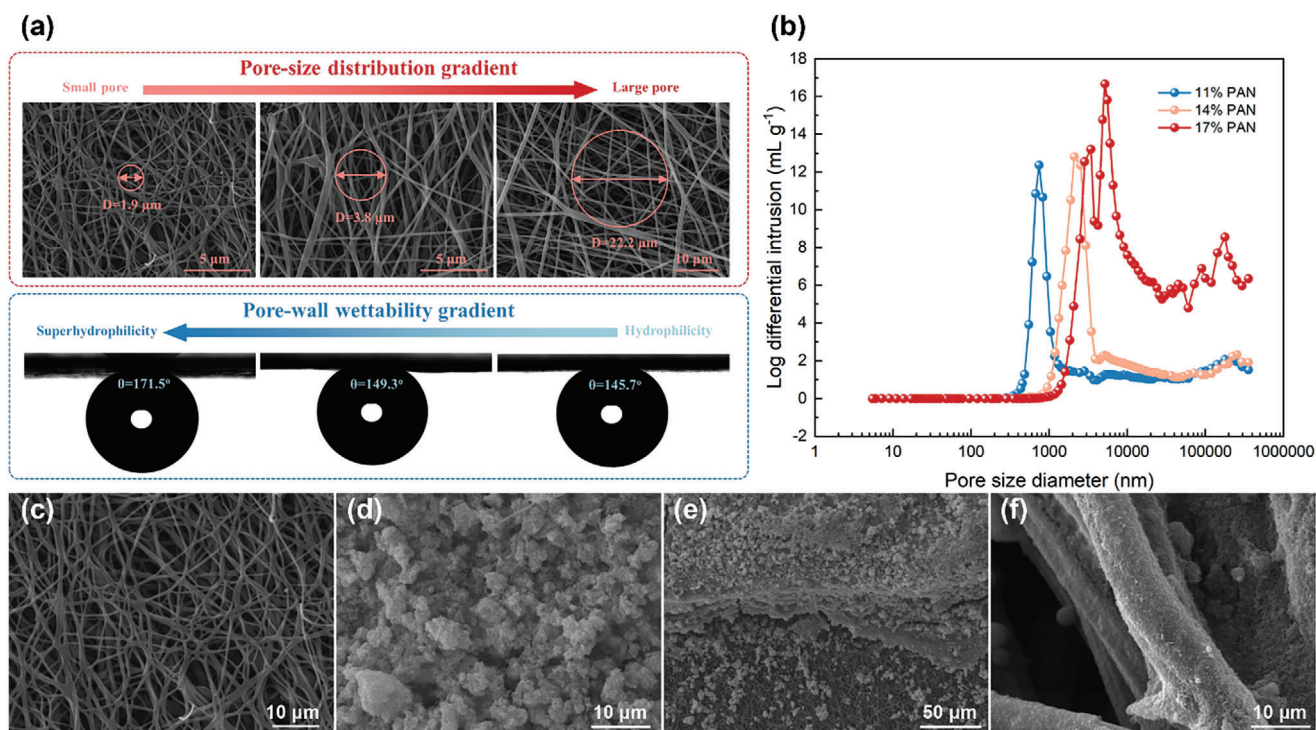 (a)
Pore-size distribution gradient
Small pore
Large pore
D=1.9 μm
5 μm
D=3.8 μm
5 μm
D=22.2 μm
10 μm
Pore-wall wettability gradient
Superhydrophilicity
Hydrophilicity
θ=171.5°
θ=149.3°
θ=145.7°
(b)
Log differential intrusion (mL g⁻¹)
18
16
14
12
10
8
6
4
2
0
-2
11% PAN
14% PAN
17% PAN
1
10
100
1000
10000
100000
1000000
Pore size diameter (nm)
(c)
10 μm
(d)
10 μm
(e)
50 μm
(f)
10 μm